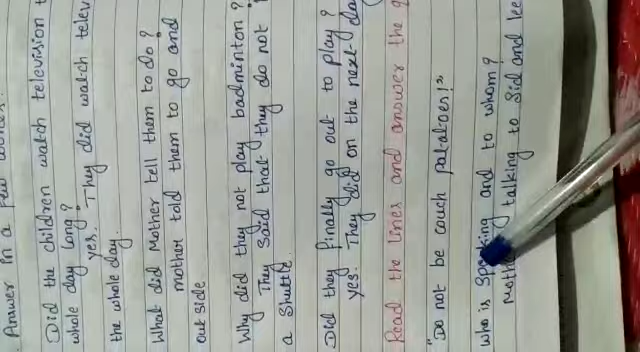 Answer in a few words.
Did the children watch television
whole day long?
yes. They did watch
the whole day.
What did Mother tell them to do?
mother told them to go and
out side
Why did they not play badminton?
They said that they do not
a shuttle.
Did they finally go out to play?
yes. They did on the next day
Read the lines and answer the
"Do not be couch pat-at-oes!"
Who is Speaking and to whom?
talking to Sid and